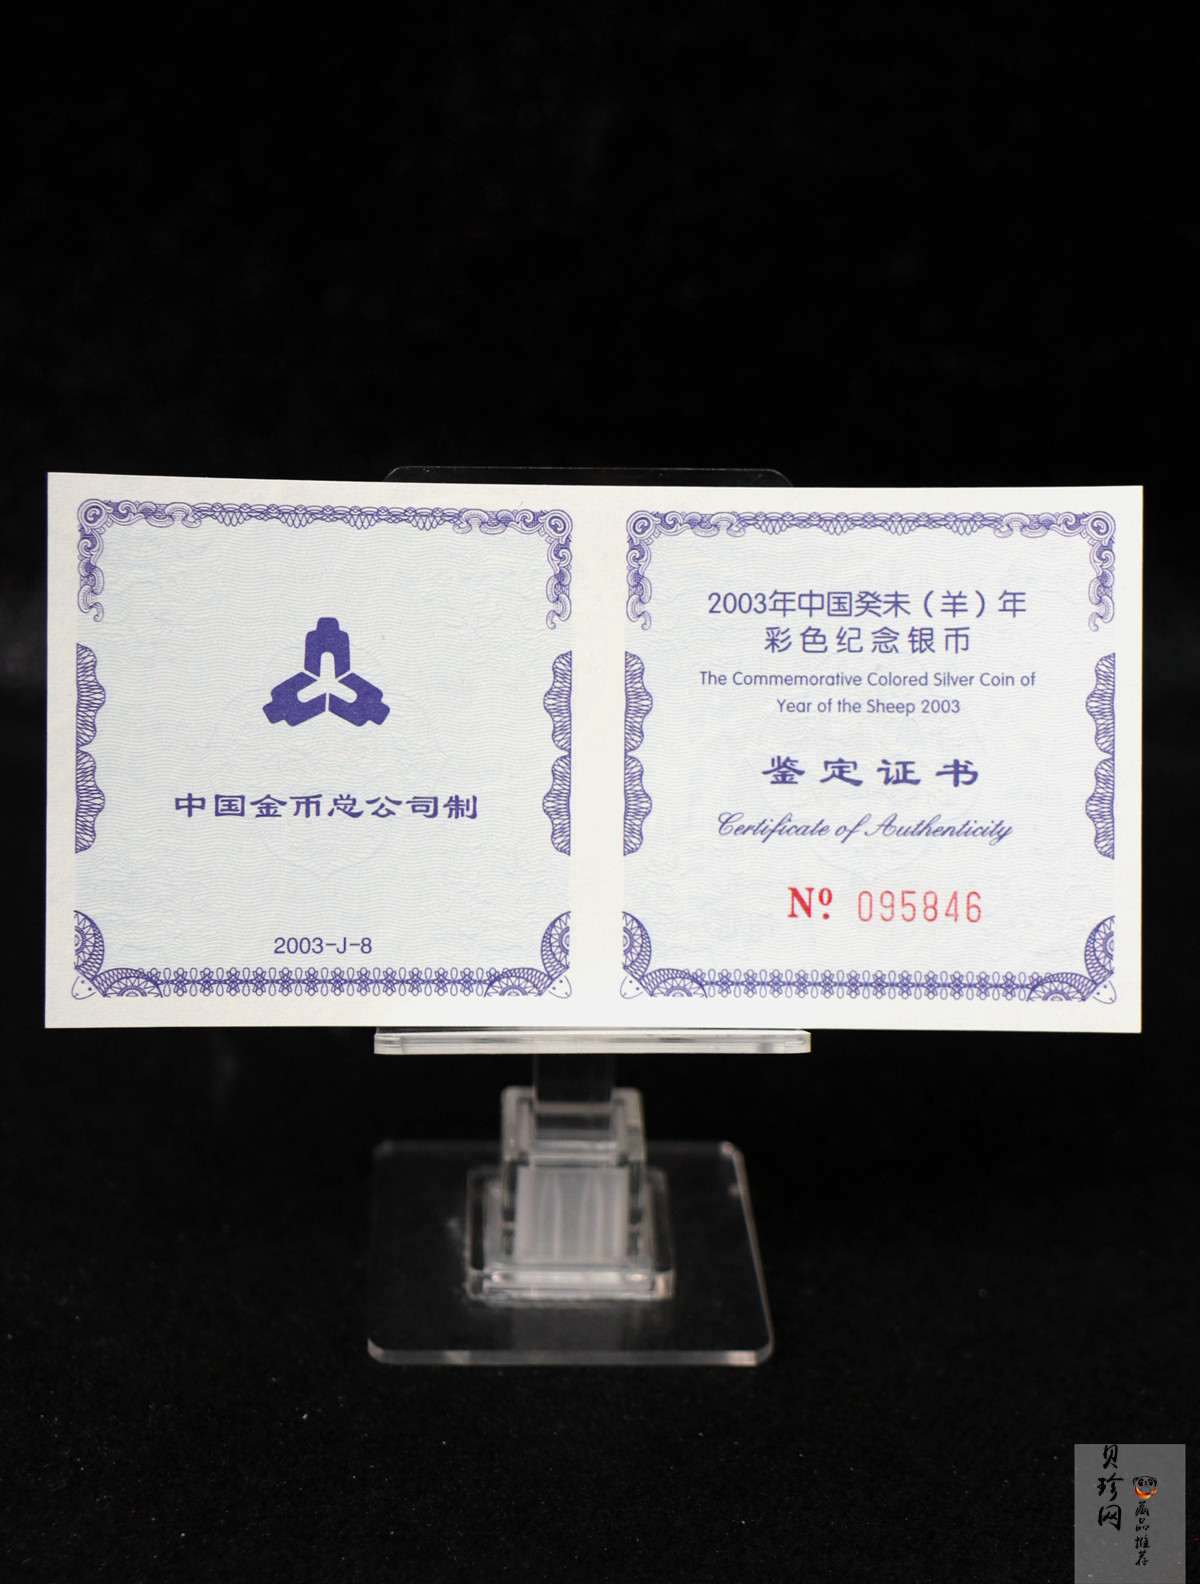 中国金币总公司制
2003-J-8
2003年中国癸未（羊）年
彩色纪念银币
The Commemorative Colored Silver Coin of
Year of the Sheep 2003
鉴定证书
Certificate of Authenticity
Nº 095846
贝珍网
藏品推荐